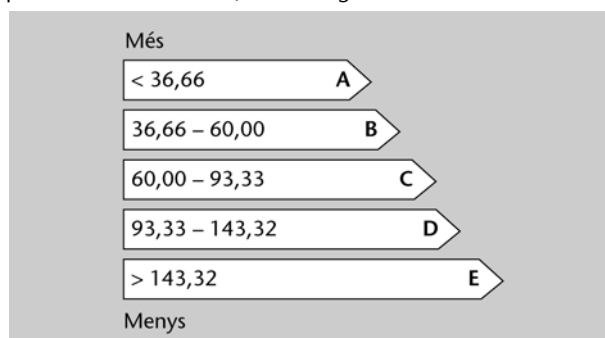 Més
< 36,66 A
36,66 – 60,00 B
60,00 – 93,33 C
93,33 – 143,32 D
> 143,32 E
Menys